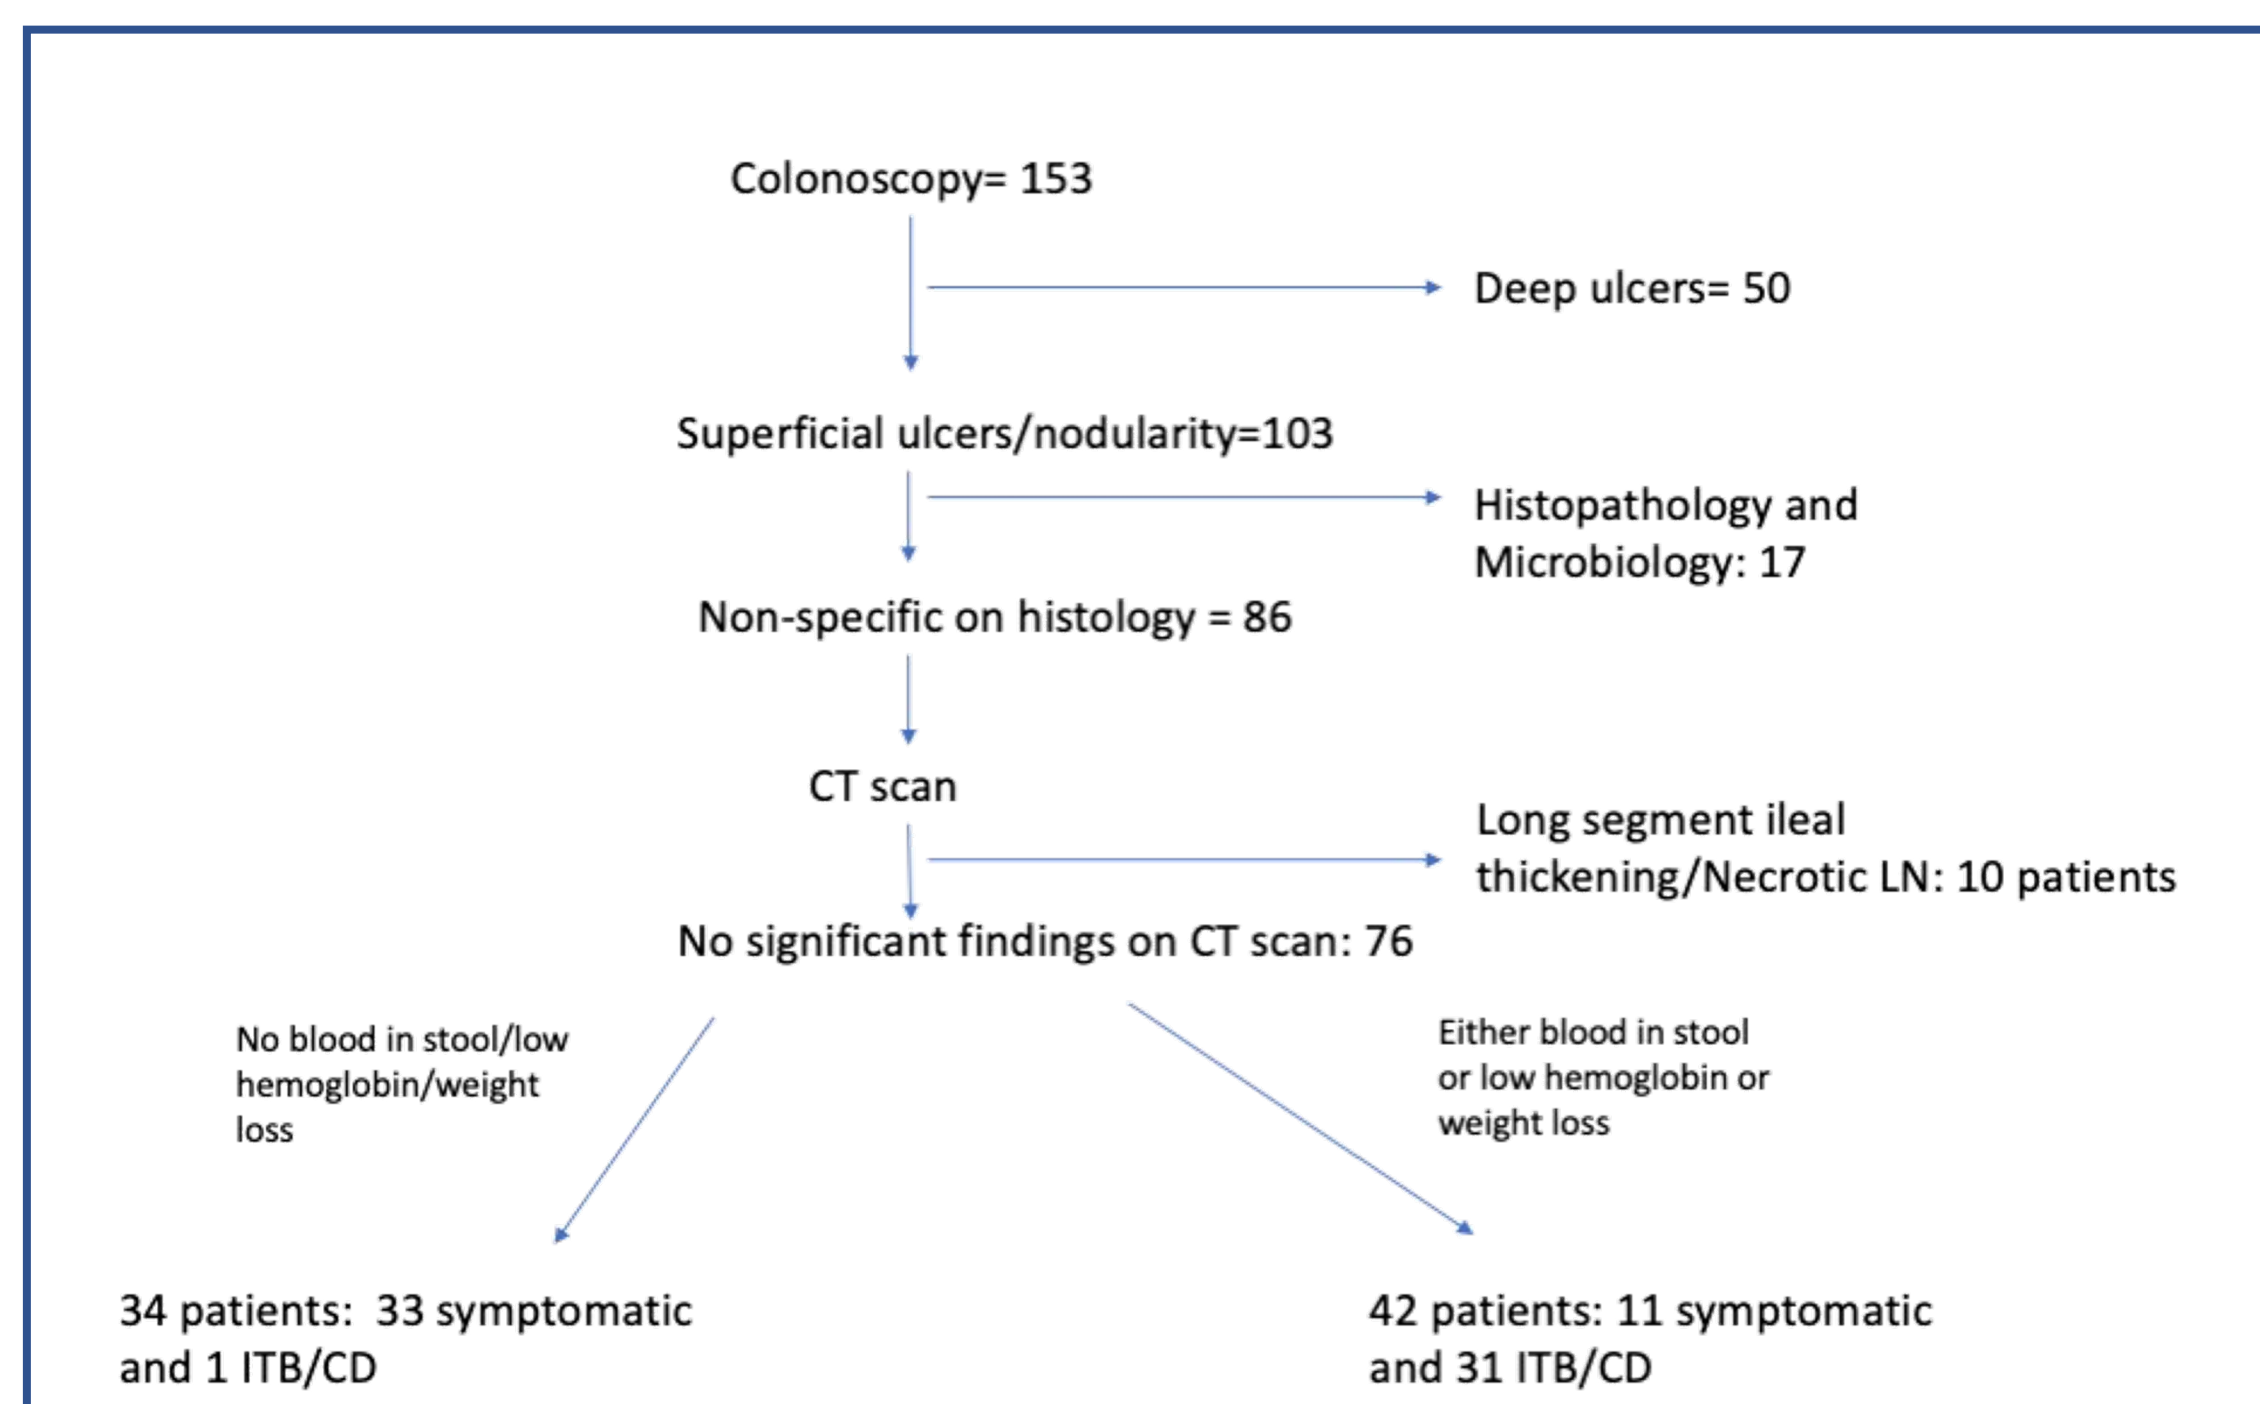 Colonoscopy= 153
Deep ulcers= 50
Superficial ulcers/nodularity=103
Histopathology and
Microbiology: 17
Non-specific on histology = 86
CT scan
Long segment ileal
thickening/Necrotic LN: 10 patients
No significant findings on CT scan: 76
No blood in stool/low
hemoglobin/weight
loss
Either blood in stool
or low hemoglobin or
weight loss
34 patients:  33 symptomatic
and 1 ITB/CD
42 patients: 11 symptomatic
and 31 ITB/CD